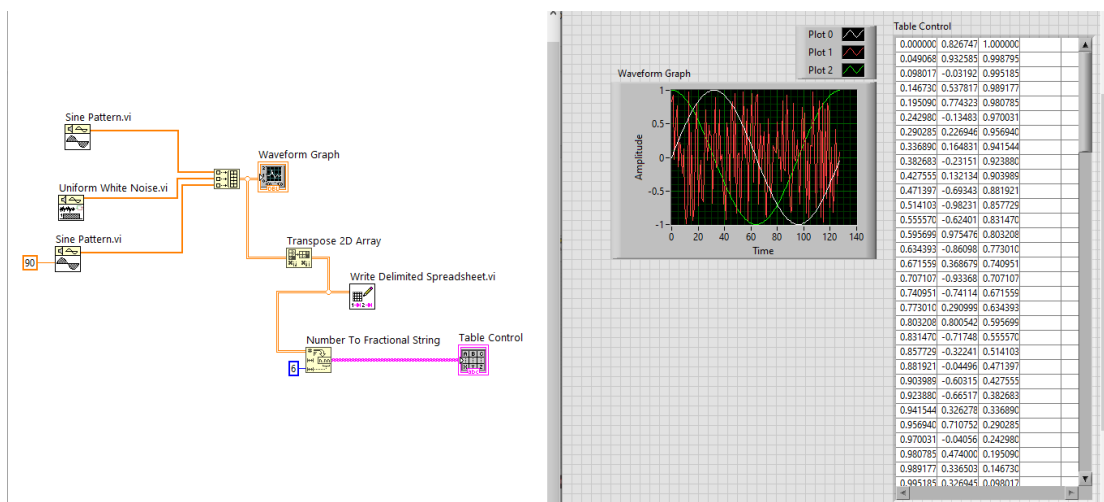 Sine Pattern.vi
Waveform Graph
Uniform White Noise.vi
Sine Pattern.vi
90
Transpose 2D Array
Write Delimited Spreadsheet.vi
Number To Fractional String
Table Control
6
Plot 0
Plot 1
Plot 2
Waveform Graph
Amplitude
1
0.5
0
-0.5
-1
0 20 40 60 80 100 120 140
Time
Table Control
0.000000 0.826747 1.000000
0.049068 0.932585 0.998795
0.098017 -0.03192 0.995185
0.146730 0.537817 0.989177
0.195090 0.774323 0.980785
0.242980 -0.13483 0.970031
0.290285 0.226946 0.956940
0.336890 0.164831 0.941544
0.382683 -0.23151 0.923880
0.427555 0.132134 0.903989
0.471397 -0.69343 0.881921
0.514103 -0.98231 0.857729
0.555570 -0.62401 0.831470
0.595699 0.975476 0.803208
0.634393 -0.86098 0.773010
0.671559 0.368679 0.740951
0.707107 -0.93368 0.707107
0.740951 -0.74114 0.671559
0.773010 0.290999 0.634393
0.803208 0.800542 0.595699
0.831470 -0.71748 0.555570
0.857729 -0.32241 0.514103
0.881921 -0.04496 0.471397
0.903989 -0.60315 0.427555
0.923880 -0.66517 0.382683
0.941544 0.326278 0.336890
0.956940 0.710752 0.290285
0.970031 -0.04056 0.242980
0.980785 0.474000 0.195090
0.989177 0.336503 0.146730
0.995185 0.326945 0.098017